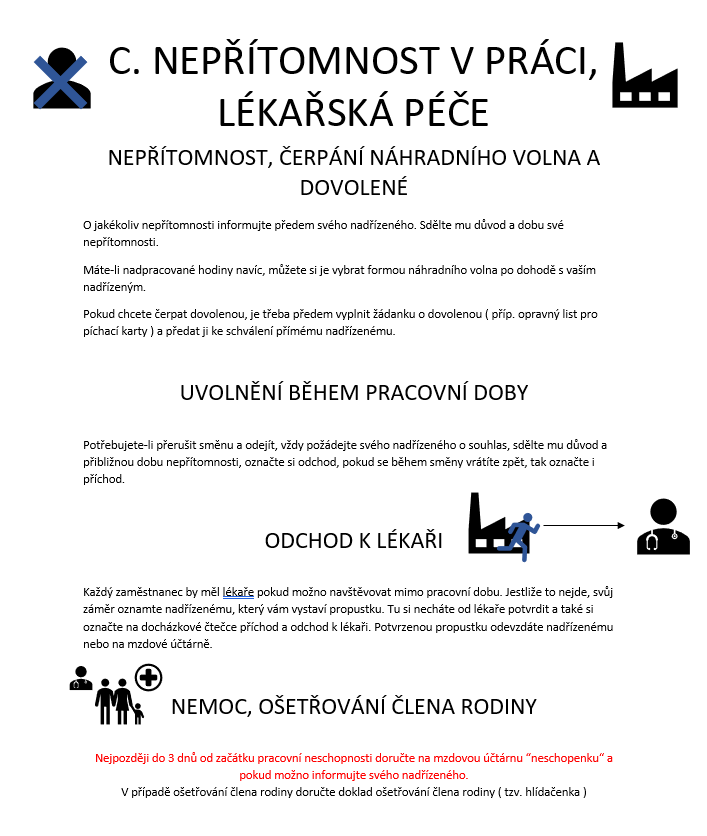 C. NEPŘÍTOMNOST V PRÁCI,
LÉKAŘSKÁ PÉČE
NEPŘÍTOMNOST, ČERPÁNÍ NÁHRADNÍHO VOLNA A
DOVOLENÉ
O jakékoliv nepřítomnosti informujte předem svého nadřízeného. Sdělte mu důvod a dobu své
nepřítomnosti.
Máte-li nadpracované hodiny navíc, můžete si je vybrat formou náhradního volna po dohodě s vaším
nadřízeným.
Pokud chcete čerpat dovolenou, je třeba předem vyplnit žádanku o dovolenou ( příp. opravný list pro
píchací karty ) a předat ji ke schválení přímému nadřízenému.
UVOLNĚNÍ BĚHEM PRACOVNÍ DOBY
Potřebujete-li přerušit směnu a odejít, vždy požádejte svého nadřízeného o souhlas, sdělte mu důvod a
přibližnou dobu nepřítomnosti, označte si odchod, pokud se během směny vrátíte zpět, tak označte i
příchod.
ODCHOD K LÉKAŘI
Každý zaměstnanec by měl lékaře pokud možno navštěvovat mimo pracovní dobu. Jestliže to nejde, svůj
záměr oznamte nadřízenému, který vám vystaví propustku. Tu si necháte od lékaře potvrdit a také si
označte na docházkové čtečce příchod a odchod k lékaři. Potvrzenou propustku odevzdáte nadřízenému
nebo na mzdové účtárně.
NEMOC, OŠETŘOVÁNÍ ČLENA RODINY
Nejpozději do 3 dnů od začátku pracovní neschopnosti doručte na mzdovou účtárnu “neschopenku“ a
pokud možno informujte svého nadřízeného.
V případě ošetřování člena rodiny doručte doklad ošetřování člena rodiny ( tzv. hlídačenka )